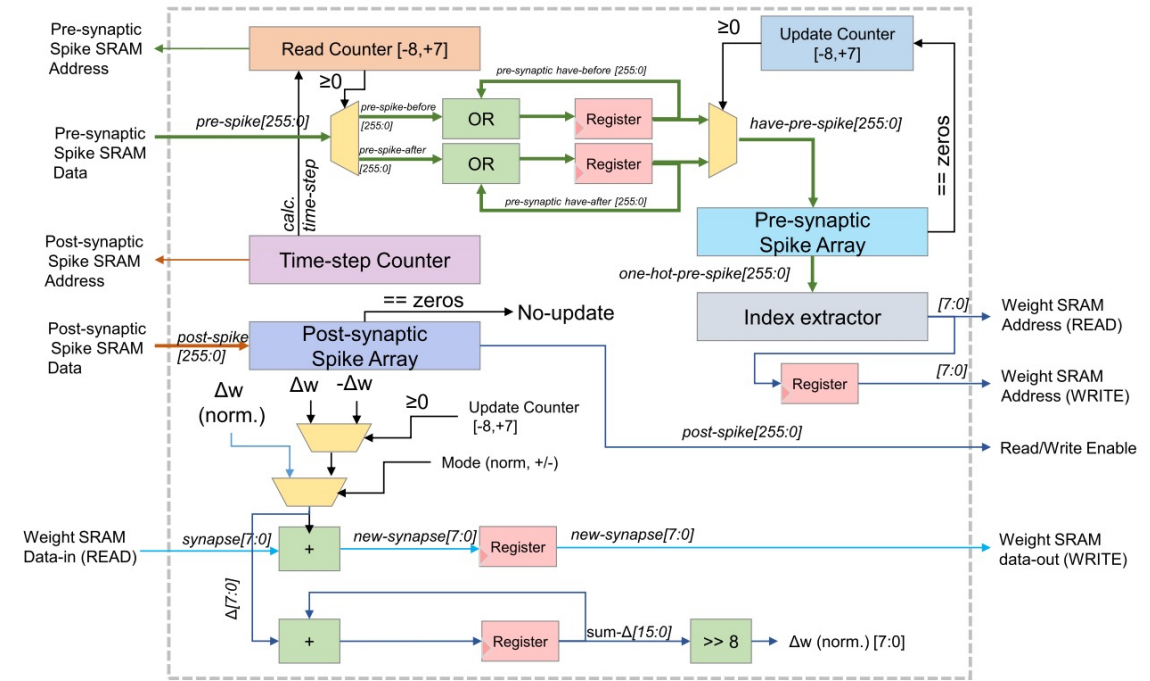 Pre-synaptic
Spike SRAM
Address
Read Counter [-8,+7]
≥0
≥0
Update Counter
[-8,+7]
pre-synaptic have-before [255:0]
pre-spike[255:0]
pre-spike-before
[255:0]
OR
Register
have-pre-spike[255:0]
Pre-synaptic
Spike SRAM
Data
pre-spike-after
[255:0]
OR
Register
== zeros
calc.
time-step
pre-synaptic have-after [255:0]
Pre-synaptic
Spike Array
Post-synaptic
Spike SRAM
Address
Time-step Counter
one-hot-pre-spike[255:0]
== zeros
No-update
Index extractor
[7:0]
Weight SRAM
Address (READ)
Post-synaptic
Spike SRAM
Data
post-spike
[255:0]
Post-synaptic
Spike Array
Register
[7:0]
Weight SRAM
Address (WRITE)
Δw
(norm.)
Δw
-Δw
≥0
Update Counter
[-8,+7]
post-spike[255:0]
Read/Write Enable
Mode (norm, +/-)
Weight SRAM
Data-in (READ)
synapse[7:0]
+
new-synapse[7:0]
Register
new-synapse[7:0]
Weight SRAM
data-out (WRITE)
Δ[7:0]
+
Register
sum-Δ[15:0]
>> 8
Δw (norm.) [7:0]